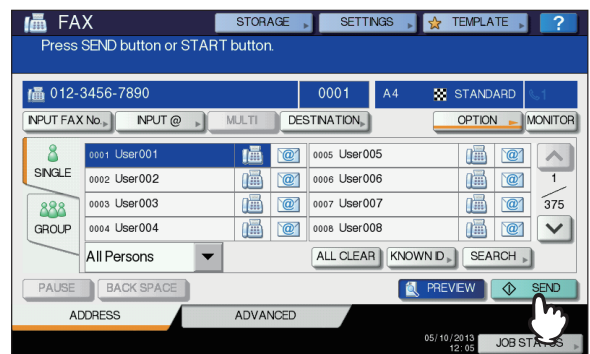 FAX STORAGE SETTINGS TEMPLATE ?
Press SEND button or START button.
012-3456-7890 0001 A4 STANDARD 1
INPUT FAX No. INPUT @ MULTI DESTINATION OPTION MONITOR
SINGLE
GROUP
0001 User001 @ 0005 User005 @
0002 User002 @ 0006 User006 @
0003 User003 @ 0007 User007 @
0004 User004 @ 0008 User008 @
1
375
All Persons ALL CLEAR KNOWN ID SEARCH
PAUSE BACK SPACE PREVIEW SEND
ADDRESS ADVANCED
05/10/2013
12:05
JOB STATUS